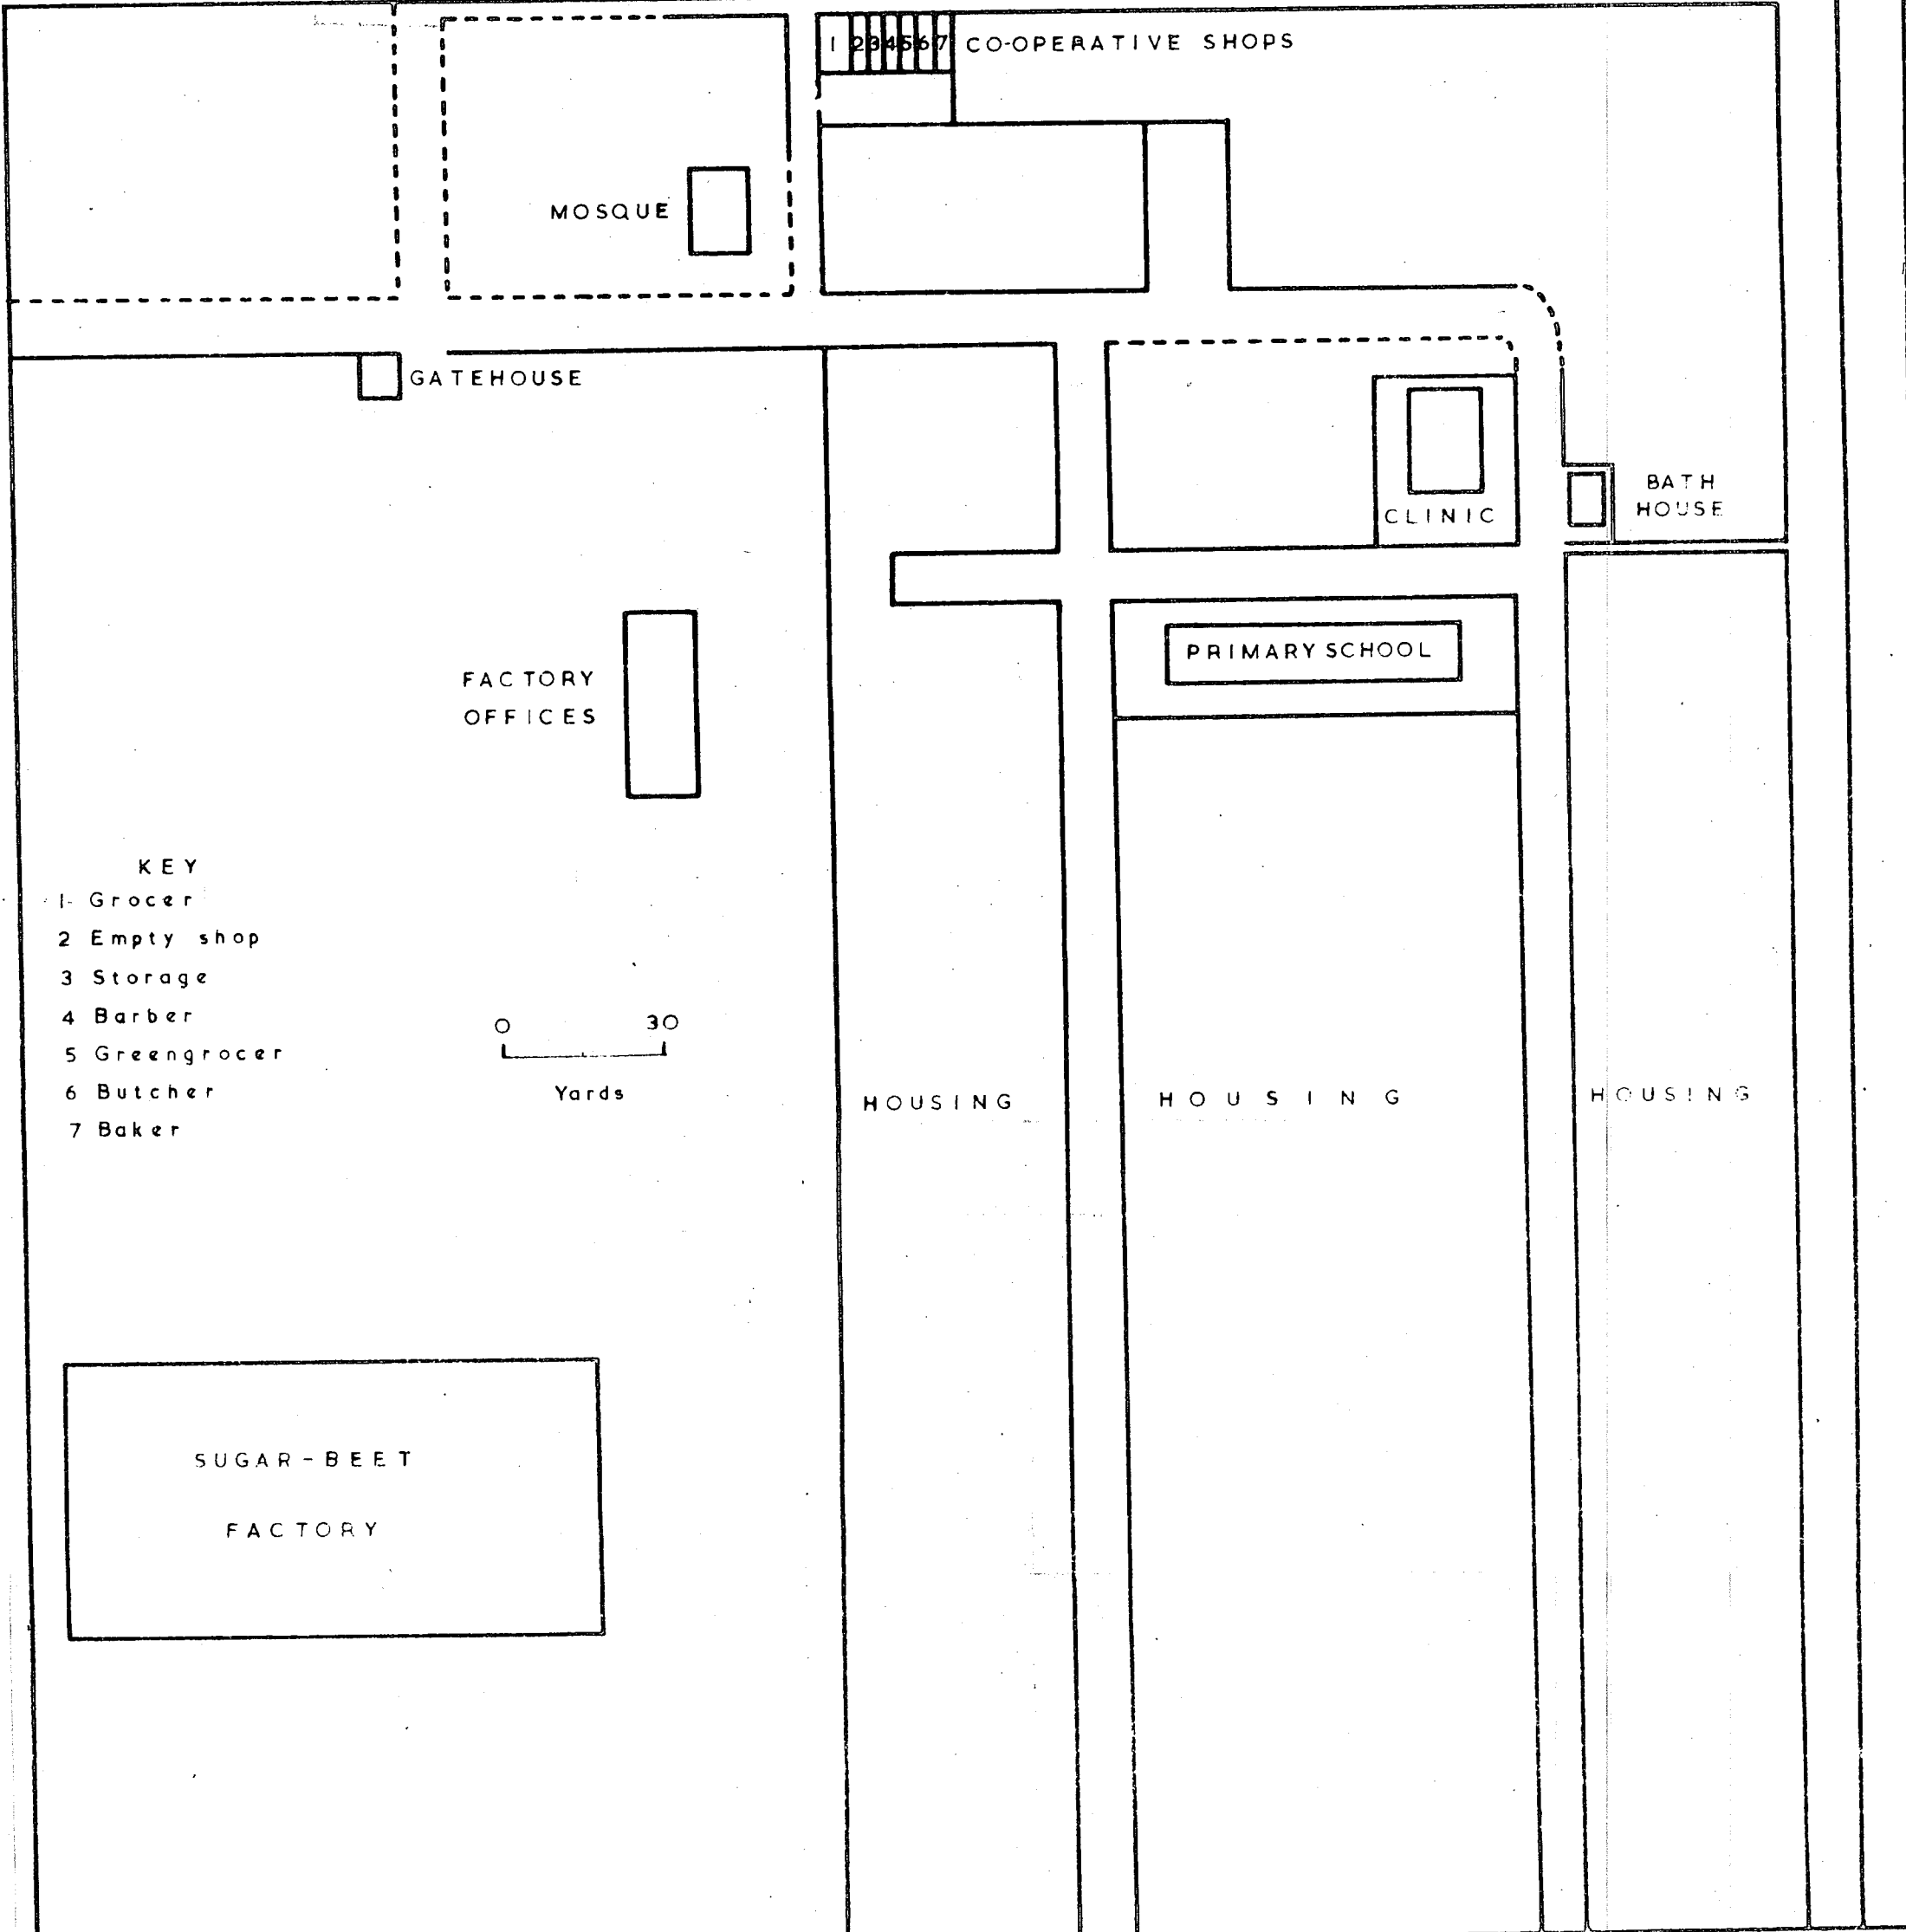 1 2 3 4 5 6 7 CO-OPERATIVE SHOPS
MOSQUE
GATEHOUSE
BATH
HOUSE
CLINIC
PRIMARY SCHOOL
FACTORY
OFFICES
KEY
1 Grocer
2 Empty shop
3 Storage
4 Barber
5 Greengrocer
6 Butcher
7 Baker
0 30
Yards
HOUSING
HOUSING
HOUSING
SUGAR-BEET
FACTORY